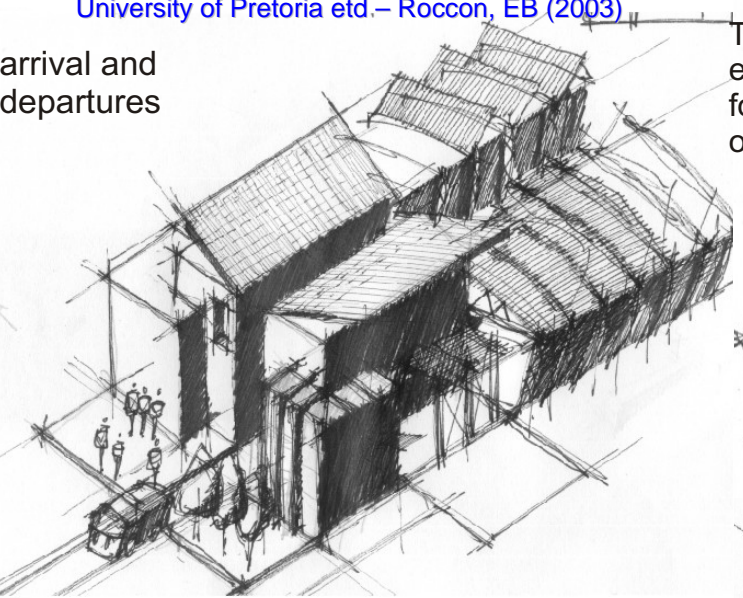 University of Pretoria etd – Roccon, EB (2003)
arrival and
departures